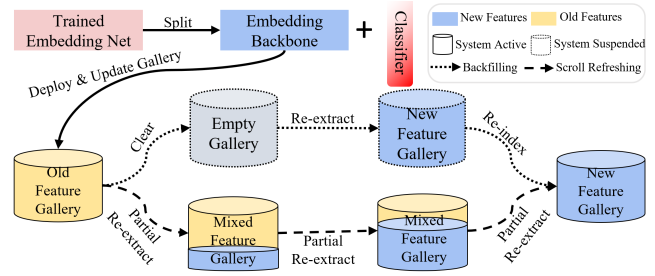 Trained
Embedding Net
Split
Embedding
Backbone
+
Classifier
New Features
Old Features
System Active
System Suspended
Backfilling
Scroll Refreshing
Deploy & Update Gallery
Old
Feature
Gallery
Clear
Empty
Gallery
Re-extract
New
Feature
Gallery
Re-index
New
Feature
Gallery
Partial
Re-extract
Mixed
Feature
Gallery
Partial
Re-extract
Mixed
Feature
Gallery
Partial
Re-extract